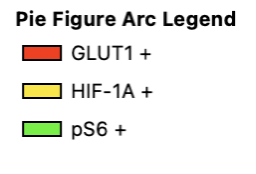 Pie Figure Arc Legend
GLUT1 +
HIF-1A +
pS6 +